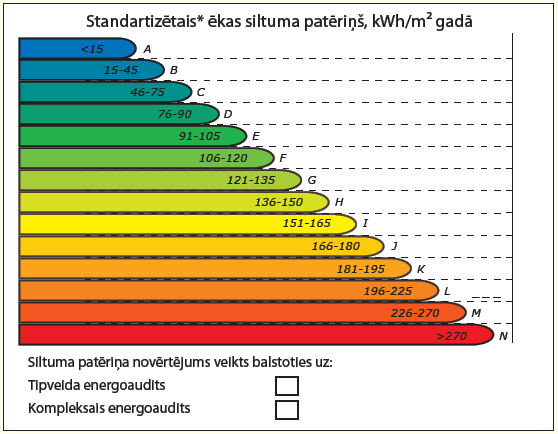 Standartizētais* ēkas siltuma patēriņš, kWh/m² gadā
<15 A
15-45 B
46-75 C
76-90 D
91-105 E
106-120 F
121-135 G
136-150 H
151-165 I
166-180 J
181-195 K
196-225 L
226-270 M
>270 N
Siltuma patēriņa novērtējums veikts balstoties uz:
Tipveida energoaudits
Kompleksais energoaudits